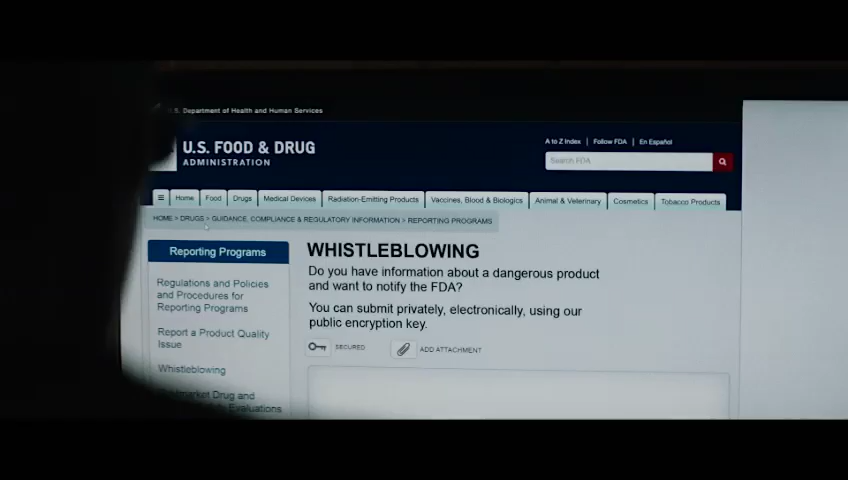 U.S. Department of Health and Human Services
U.S. FOOD & DRUG
ADMINISTRATION
A to Z Index | Follow FDA | En Español
Search FDA
Home Food Drugs Medical Devices Radiation-Emitting Products Vaccines, Blood & Biologics Animal & Veterinary Cosmetics Tobacco Products
HOME > DRUGS > GUIDANCE, COMPLIANCE & REGULATORY INFORMATION > REPORTING PROGRAMS
Reporting Programs
Regulations and Policies
and Procedures for
Reporting Programs
Report a Product Quality
Issue
Whistleblowing
Drug and
Evaluations
WHISTLEBLOWING
Do you have information about a dangerous product
and want to notify the FDA?
You can submit privately, electronically, using our
public encryption key.
SECURED ADD ATTACHMENT